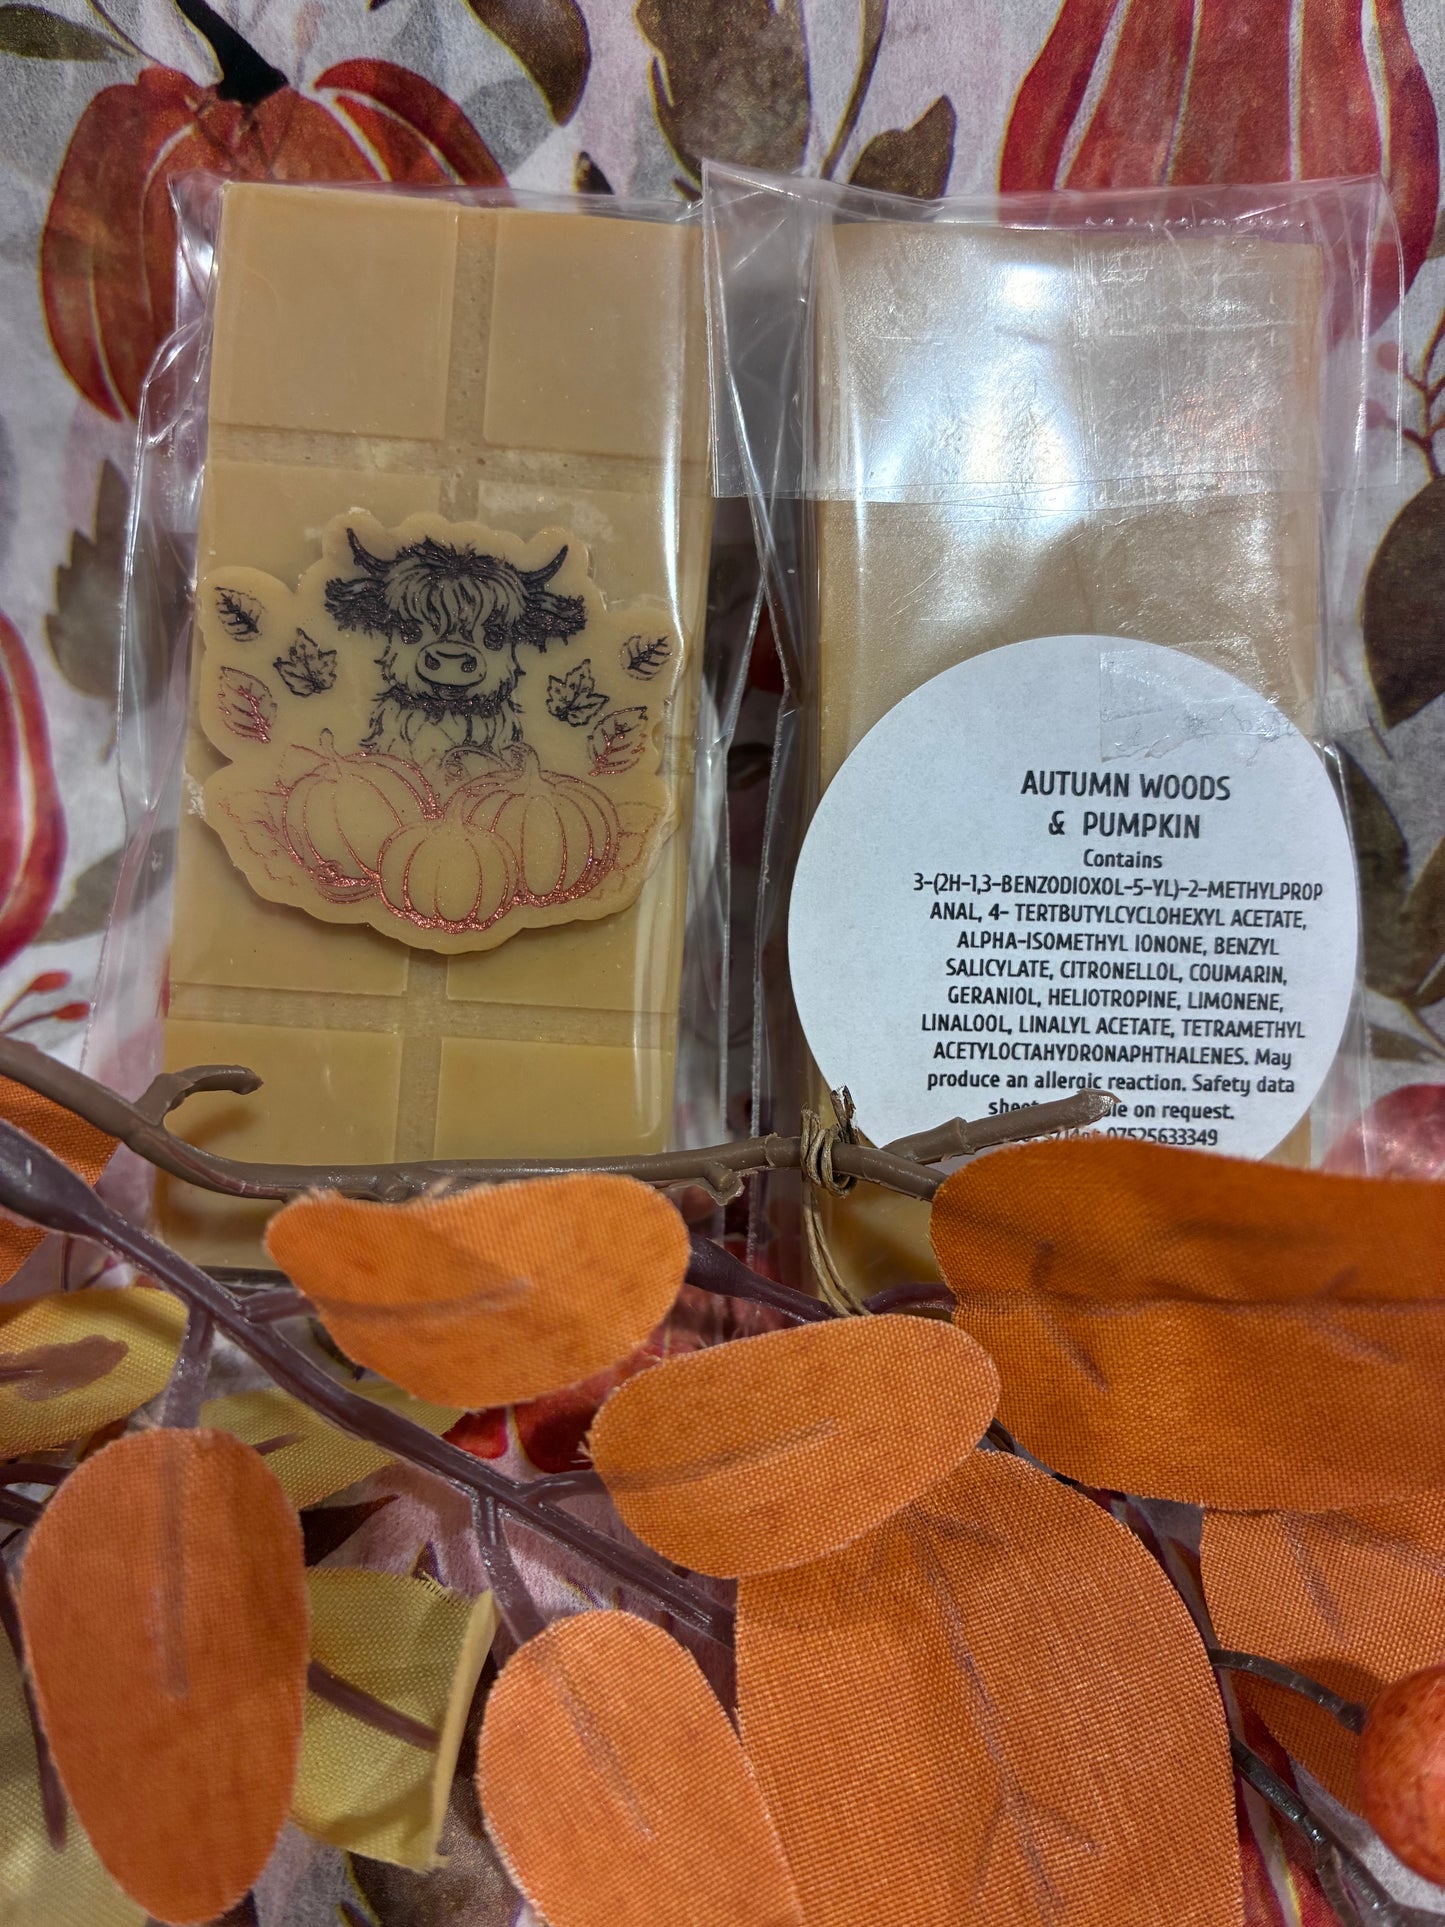 AUTUMN WOODS
& PUMPKIN
Contains
3-(2H-1,3-BENZODIOXOL-5-YL)-2-METHYLPROP
ANAL, 4- TERTBUTYLCYCLOHEXYL ACETATE,
ALPHA-ISOMETHYL IONONE, BENZYL
SALICYLATE, CITRONELLOL, COUMARIN,
GERANIOL, HELIOTROPINE, LIMONENE,
LINALOOL, LINALYL ACETATE, TETRAMETHYL
ACETYLOCTAHYDRONAPHTHALENES. May
produce an allergic reaction. Safety data
on request.
07525633349